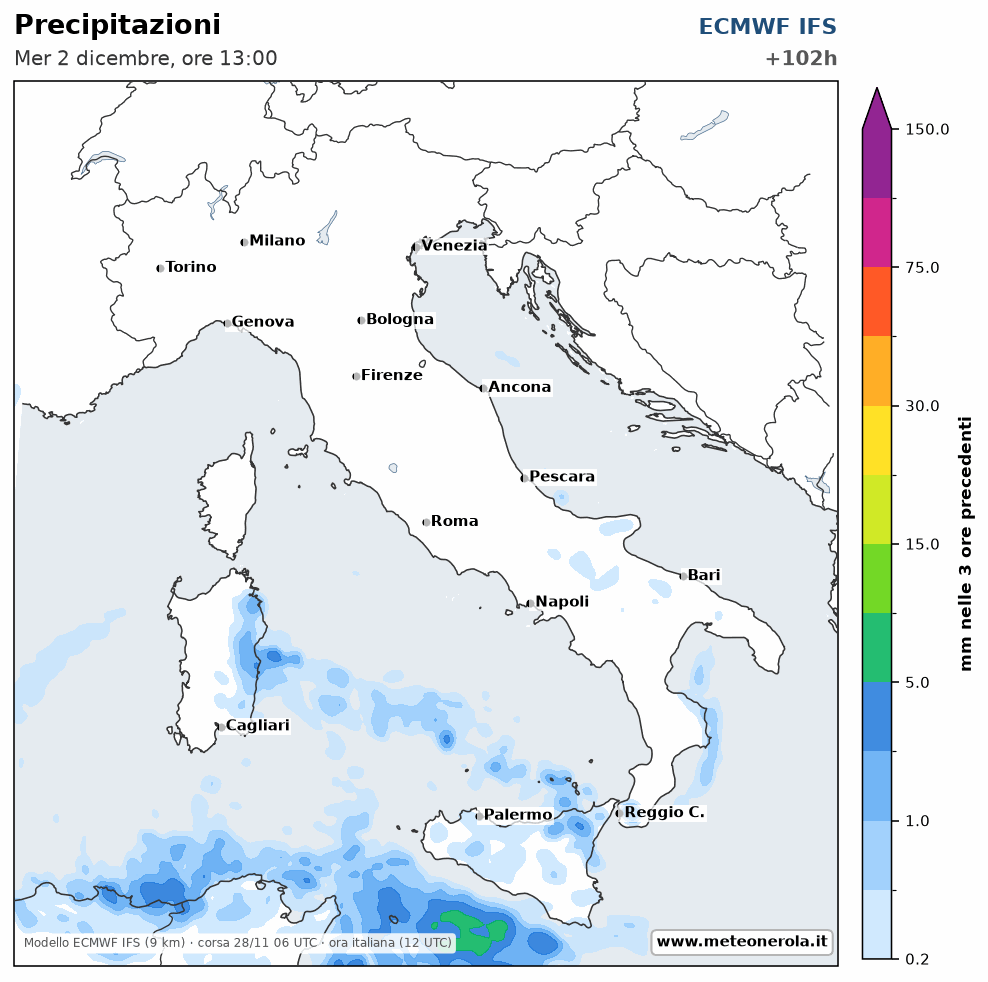 Precipitazioni
ECMWF IFS
Mer 2 dicembre, ore 13:00
+102h
150.0
75.0
30.0
15.0
5.0
1.0
0.2
mm nelle 3 ore precedenti
Milano
Venezia
Torino
Genova
Bologna
Firenze
Ancona
Pescara
Roma
Bari
Napoli
Cagliari
Palermo
Reggio C.
Modello ECMWF IFS (9 km) · corsa 28/11 06 UTC · ora italiana (12 UTC)
www.meteonerola.it